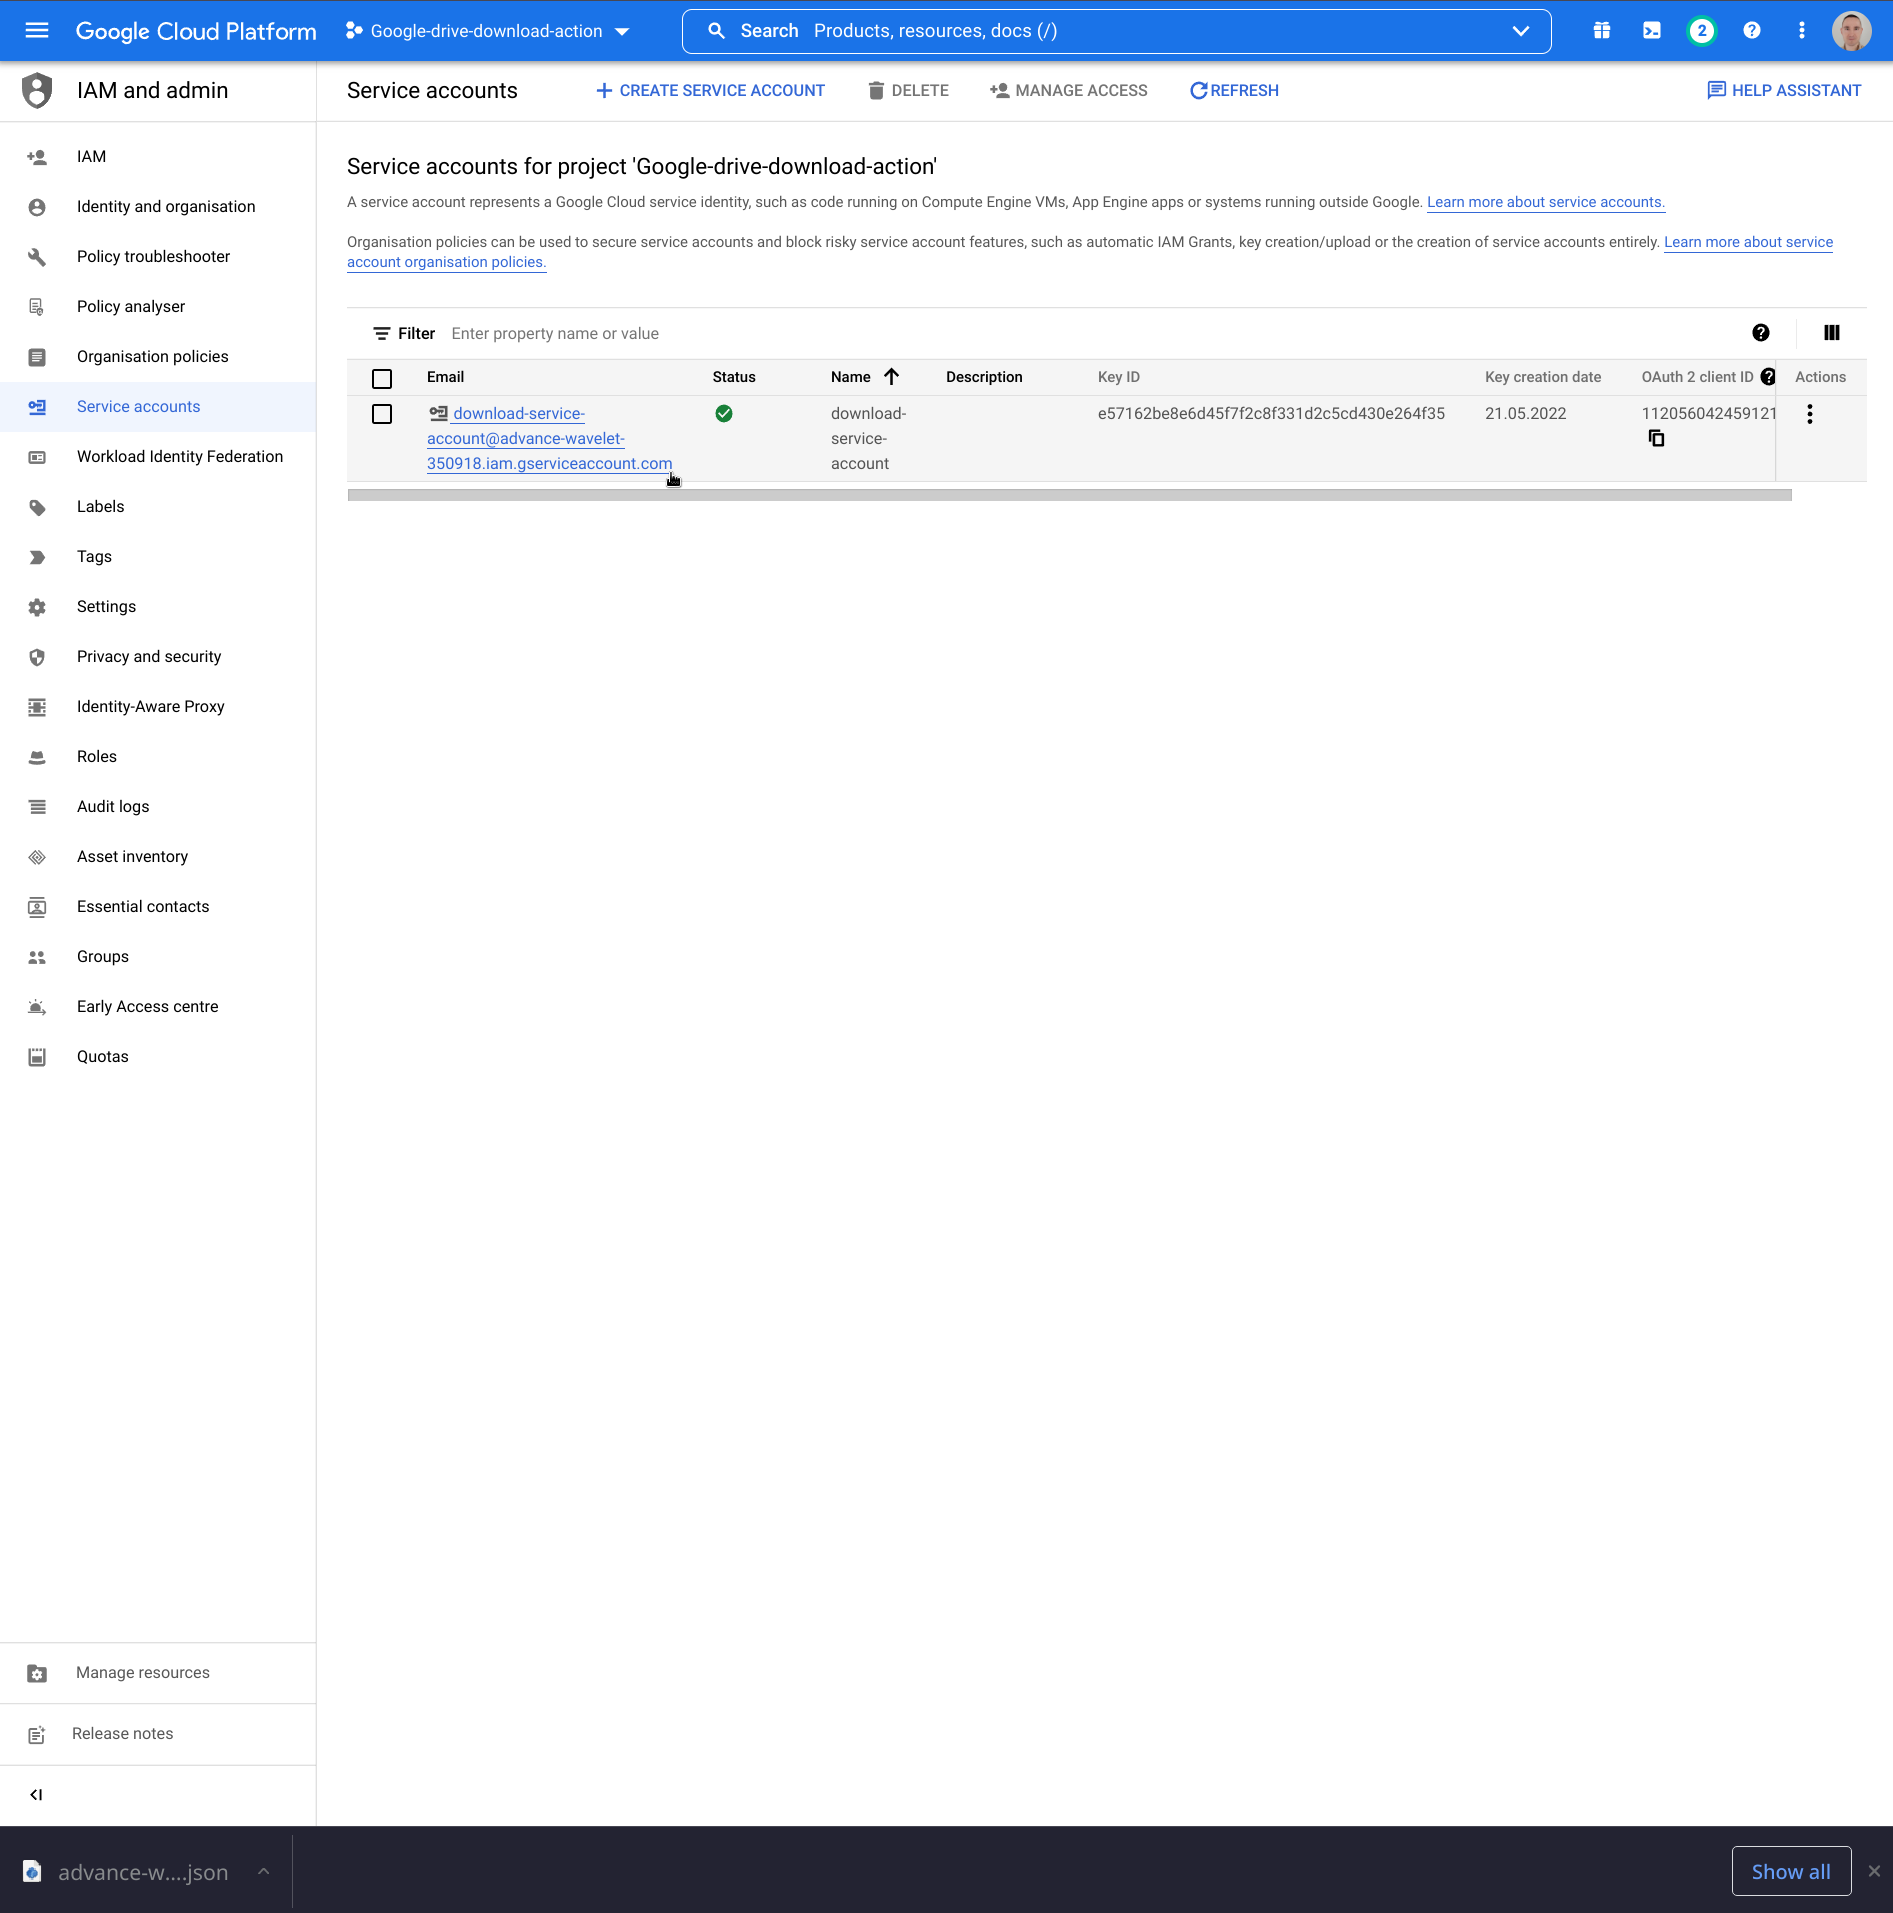 Google Cloud Platform
Google-drive-download-action
Search Products, resources, docs (/)
2
IAM and admin
Service accounts
CREATE SERVICE ACCOUNT
DELETE
MANAGE ACCESS
REFRESH
HELP ASSISTANT
IAM
Identity and organisation
Policy troubleshooter
Policy analyser
Organisation policies
Service accounts
Workload Identity Federation
Labels
Tags
Settings
Privacy and security
Identity-Aware Proxy
Roles
Audit logs
Asset inventory
Essential contacts
Groups
Early Access centre
Quotas
Manage resources
Release notes
Service accounts for project 'Google-drive-download-action'
A service account represents a Google Cloud service identity, such as code running on Compute Engine VMs, App Engine apps or systems running outside Google. Learn more about service accounts.
Organisation policies can be used to secure service accounts and block risky service account features, such as automatic IAM Grants, key creation/upload or the creation of service accounts entirely. Learn more about service
account organisation policies.
Filter Enter property name or value
Email Status Name Description Key ID Key creation date OAuth 2 client ID Actions
download-service- download- e57162be8e6d45f7f2c8f331d2c5cd430e264f35 21.05.2022 112056042459121
account@advance-wavelet- service-
350918.iam.gserviceaccount.com account
advance-w....json
Show all